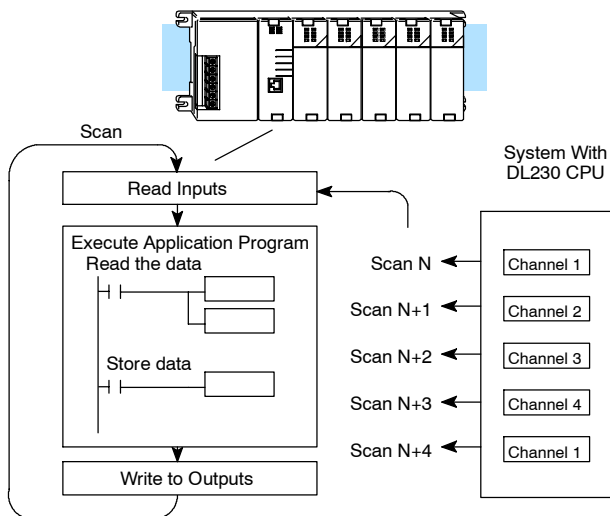 Scan
System With
DL230 CPU
Read Inputs
Execute Application Program
Read the data
Store data
Write to Outputs
Scan N
Channel 1
Scan N+1
Channel 2
Scan N+2
Channel 3
Scan N+3
Channel 4
Scan N+4
Channel 1